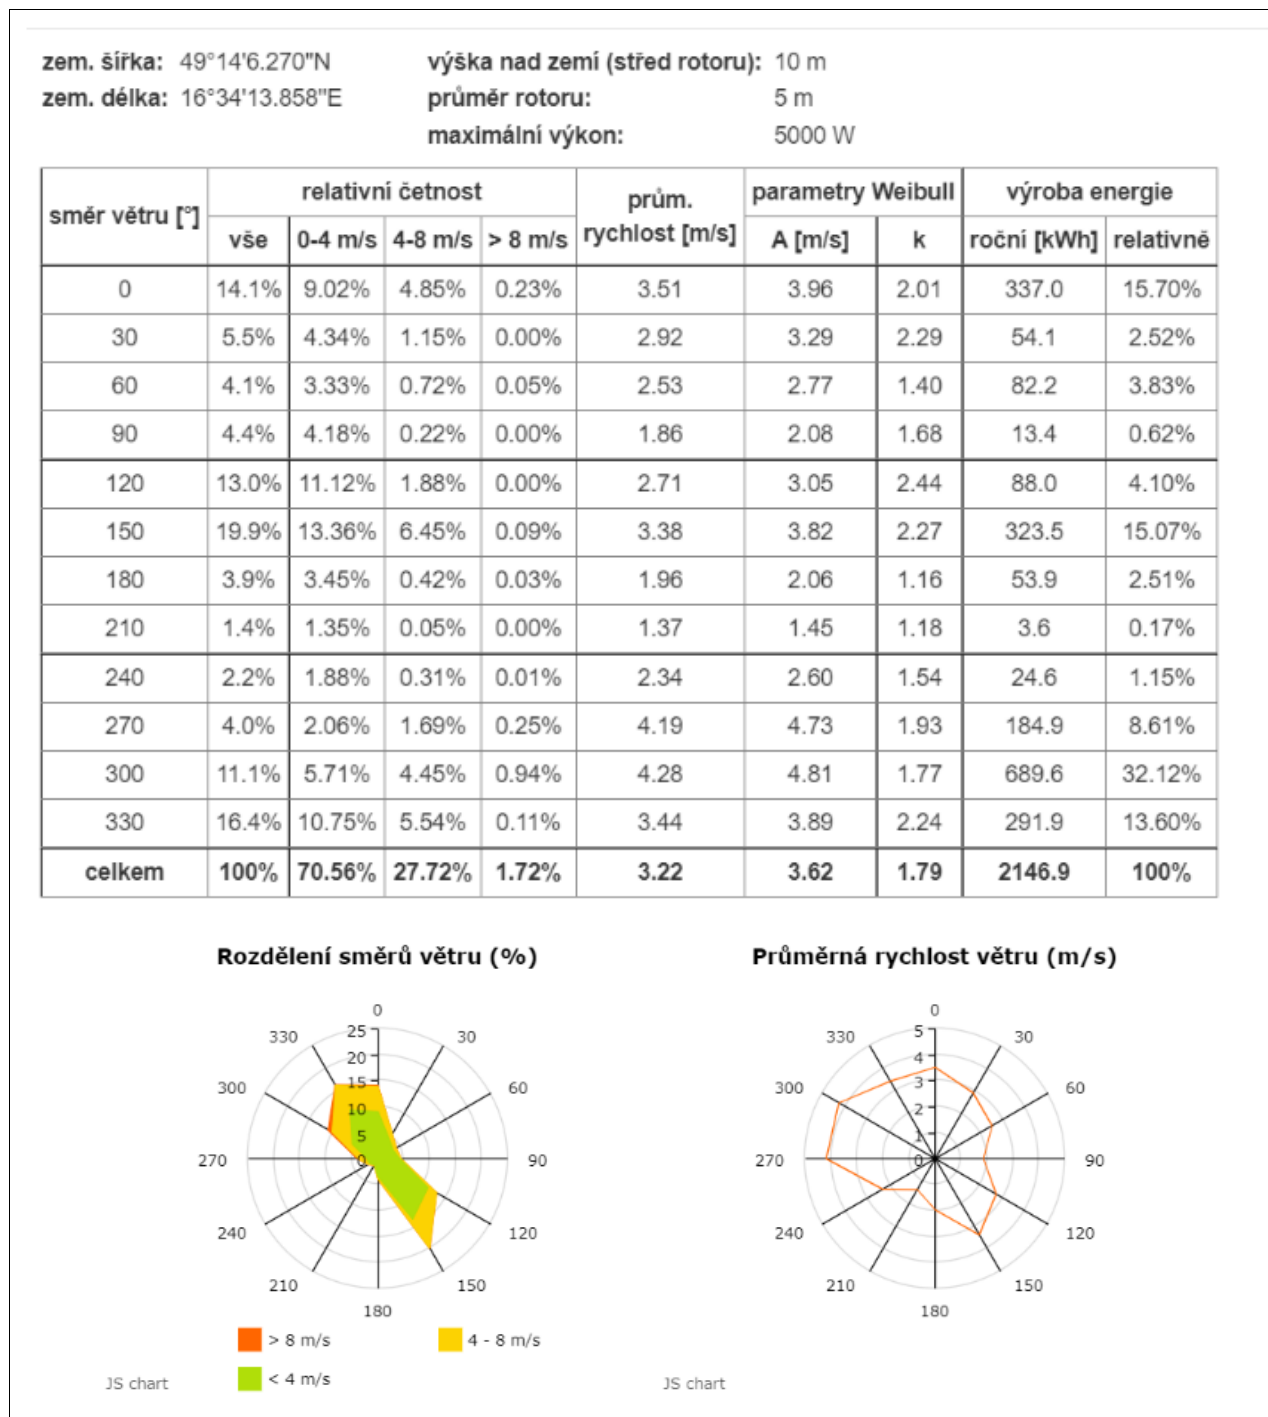 zem. šířka: 49°14'6.270"N výška nad zemí (střed rotoru): 10 m
zem. délka: 16°34'13.858"E průměr rotoru: 5 m
maximální výkon: 5000 W
směr větru [°] relativní četnost prům. rychlost [m/s] parametry Weibull výroba energie
vše 0-4 m/s 4-8 m/s > 8 m/s A [m/s] k roční [kWh] relativně
0 14.1% 9.02% 4.85% 0.23% 3.51 3.96 2.01 337.0 15.70%
30 5.5% 4.34% 1.15% 0.00% 2.92 3.29 2.29 54.1 2.52%
60 4.1% 3.33% 0.72% 0.05% 2.53 2.77 1.40 82.2 3.83%
90 4.4% 4.18% 0.22% 0.00% 1.86 2.08 1.68 13.4 0.62%
120 13.0% 11.12% 1.88% 0.00% 2.71 3.05 2.44 88.0 4.10%
150 19.9% 13.36% 6.45% 0.09% 3.38 3.82 2.27 323.5 15.07%
180 3.9% 3.45% 0.42% 0.03% 1.96 2.06 1.16 53.9 2.51%
210 1.4% 1.35% 0.05% 0.00% 1.37 1.45 1.18 3.6 0.17%
240 2.2% 1.88% 0.31% 0.01% 2.34 2.60 1.54 24.6 1.15%
270 4.0% 2.06% 1.69% 0.25% 4.19 4.73 1.93 184.9 8.61%
300 11.1% 5.71% 4.45% 0.94% 4.28 4.81 1.77 689.6 32.12%
330 16.4% 10.75% 5.54% 0.11% 3.44 3.89 2.24 291.9 13.60%
celkem 100% 70.56% 27.72% 1.72% 3.22 3.62 1.79 2146.9 100%
Rozdělení směrů větru (%)
0
330 25 30
20
300 15 60
10
5
270 0 90
240 120
210 150
180
> 8 m/s 4 - 8 m/s
< 4 m/s
JS chart
Průměrná rychlost větru (m/s)
0
330 5 30
4
300 3 60
2
1
270 0 90
240 120
210 150
180
JS chart